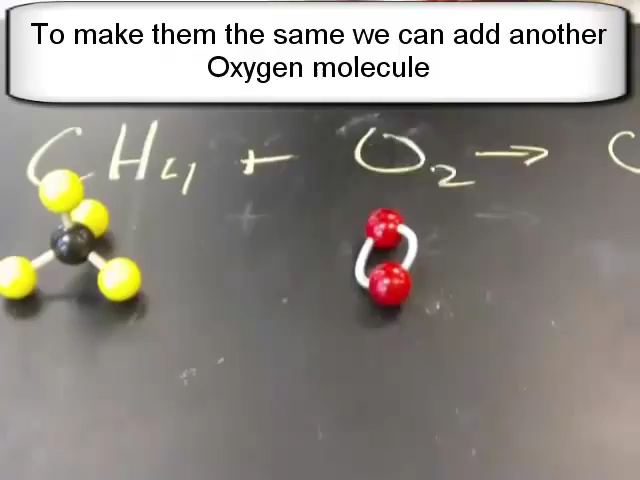 To make them the same we can add another
Oxygen molecule
CH4 + O2 → C